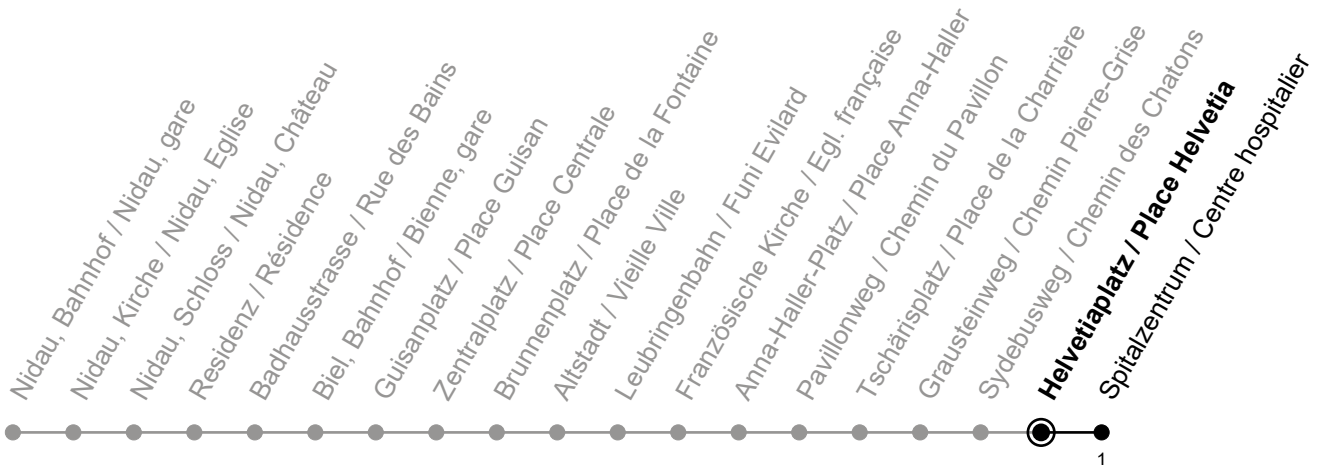 Nidau, Bahnhof / Nidau, gare
Nidau, Kirche / Nidau, Eglise
Nidau, Schloss / Nidau, Château
Residenz / Résidence
Badhausstrasse / Rue des Bains
Biel, Bahnhof / Bienne, gare
Guisanplatz / Place Guisan
Zentralplatz / Place Centrale
Brunnenplatz / Place de la Fontaine
Altstadt / Vieille Ville
Leubringenbahn / Funi Evilard
Französische Kirche / Egl. française
Anna-Haller-Platz / Place Anna-Haller
Pavillonweg / Chemin du Pavillon
Tschärisplatz / Place de la Charrière
Grausteinweg / Chemin Pierre-Grise
Sydebusweg / Chemin des Chatons
Helvetiaplatz / Place Helvetia
Spitalzentrum / Centre hospitalier
1